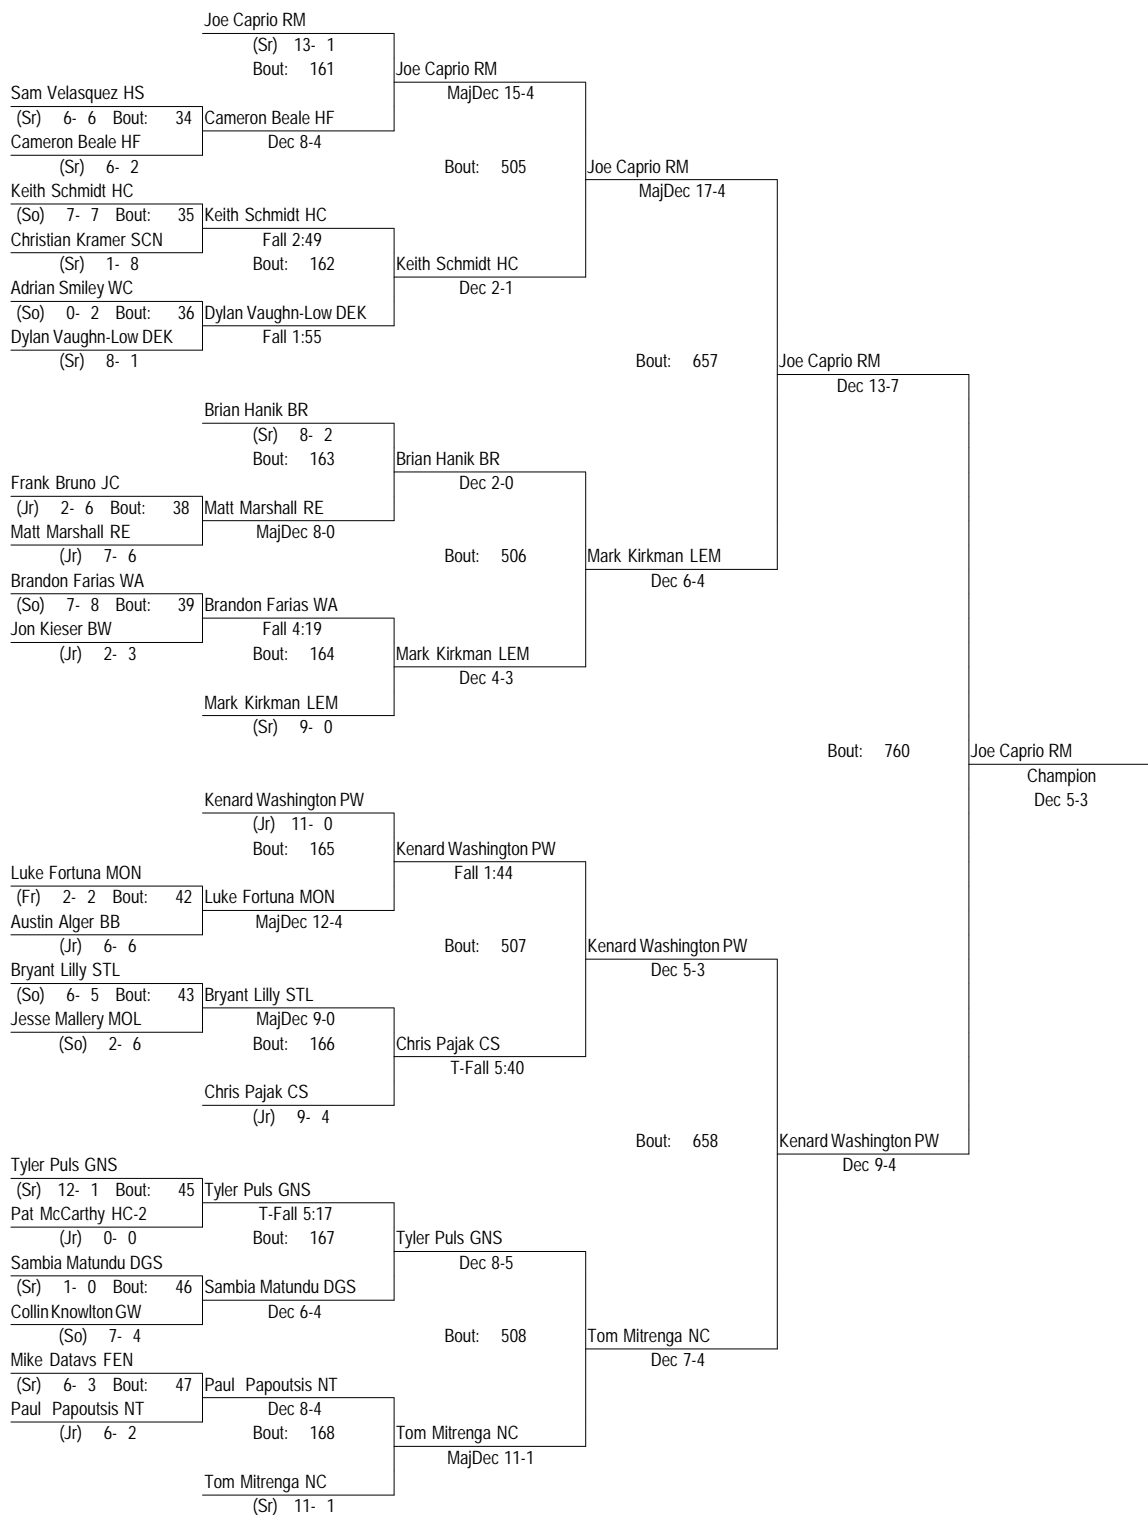 Joe Caprio RM
(Sr) 13- 1
Bout: 161 Joe Caprio RM
Sam Velasquez HS MajDec 15-4
(Sr) 6- 6 Bout: 34 Cameron Beale HF
Cameron Beale HF Dec 8-4
(Sr) 6- 2 Bout: 505 Joe Caprio RM
Keith Schmidt HC MajDec 17-4
(So) 7- 7 Bout: 35 Keith Schmidt HC
Christian Kramer SCN Fall 2:49
(Sr) 1- 8 Bout: 162 Keith Schmidt HC
Adrian Smiley WC Dec 2-1
(So) 0- 2 Bout: 36 Dylan Vaughn-Low DEK
Dylan Vaughn-Low DEK Fall 1:55
(Sr) 8- 1 Bout: 657 Joe Caprio RM
Dec 13-7
Brian Hanik BR
(Sr) 8- 2
Bout: 163 Brian Hanik BR
Frank Bruno JC Dec 2-0
(Jr) 2- 6 Bout: 38 Matt Marshall RE
Matt Marshall RE MajDec 8-0
(Jr) 7- 6 Bout: 506 Mark Kirkman LEM
Brandon Farias WA Dec 6-4
(So) 7- 8 Bout: 39 Brandon Farias WA
Jon Kieser BW Fall 4:19
(Jr) 2- 3 Bout: 164 Mark Kirkman LEM
Dec 4-3
Mark Kirkman LEM
(Sr) 9- 0
Bout: 760 Joe Caprio RM
Champion
Kenard Washington PW Dec 5-3
(Jr) 11- 0
Bout: 165 Kenard Washington PW
Luke Fortuna MON Fall 1:44
(Fr) 2- 2 Bout: 42 Luke Fortuna MON
Austin Alger BB MajDec 12-4
(Jr) 6- 6 Bout: 507 Kenard Washington PW
Bryant Lilly STL Dec 5-3
(So) 6- 5 Bout: 43 Bryant Lilly STL
Jesse Mallery MOL MajDec 9-0
(So) 2- 6 Bout: 166 Chris Pajak CS
T-Fall 5:40
Chris Pajak CS
(Jr) 9- 4
Bout: 658 Kenard Washington PW
Tyler Puls GNS Dec 9-4
(Sr) 12- 1 Bout: 45 Tyler Puls GNS
Pat McCarthy HC-2 T-Fall 5:17
(Jr) 0- 0 Bout: 167 Tyler Puls GNS
Sambia Matundu DGS Dec 8-5
(Sr) 1- 0 Bout: 46 Sambia Matundu DGS
Collin Knowlton GW Dec 6-4
(So) 7- 4 Bout: 508 Tom Mitrenga NC
Mike Datavs FEN Dec 7-4
(Sr) 6- 3 Bout: 47 Paul Papoutsis NT
Paul Papoutsis NT Dec 8-4
(Jr) 6- 2 Bout: 168 Tom Mitrenga NC
MajDec 11-1
Tom Mitrenga NC
(Sr) 11- 1